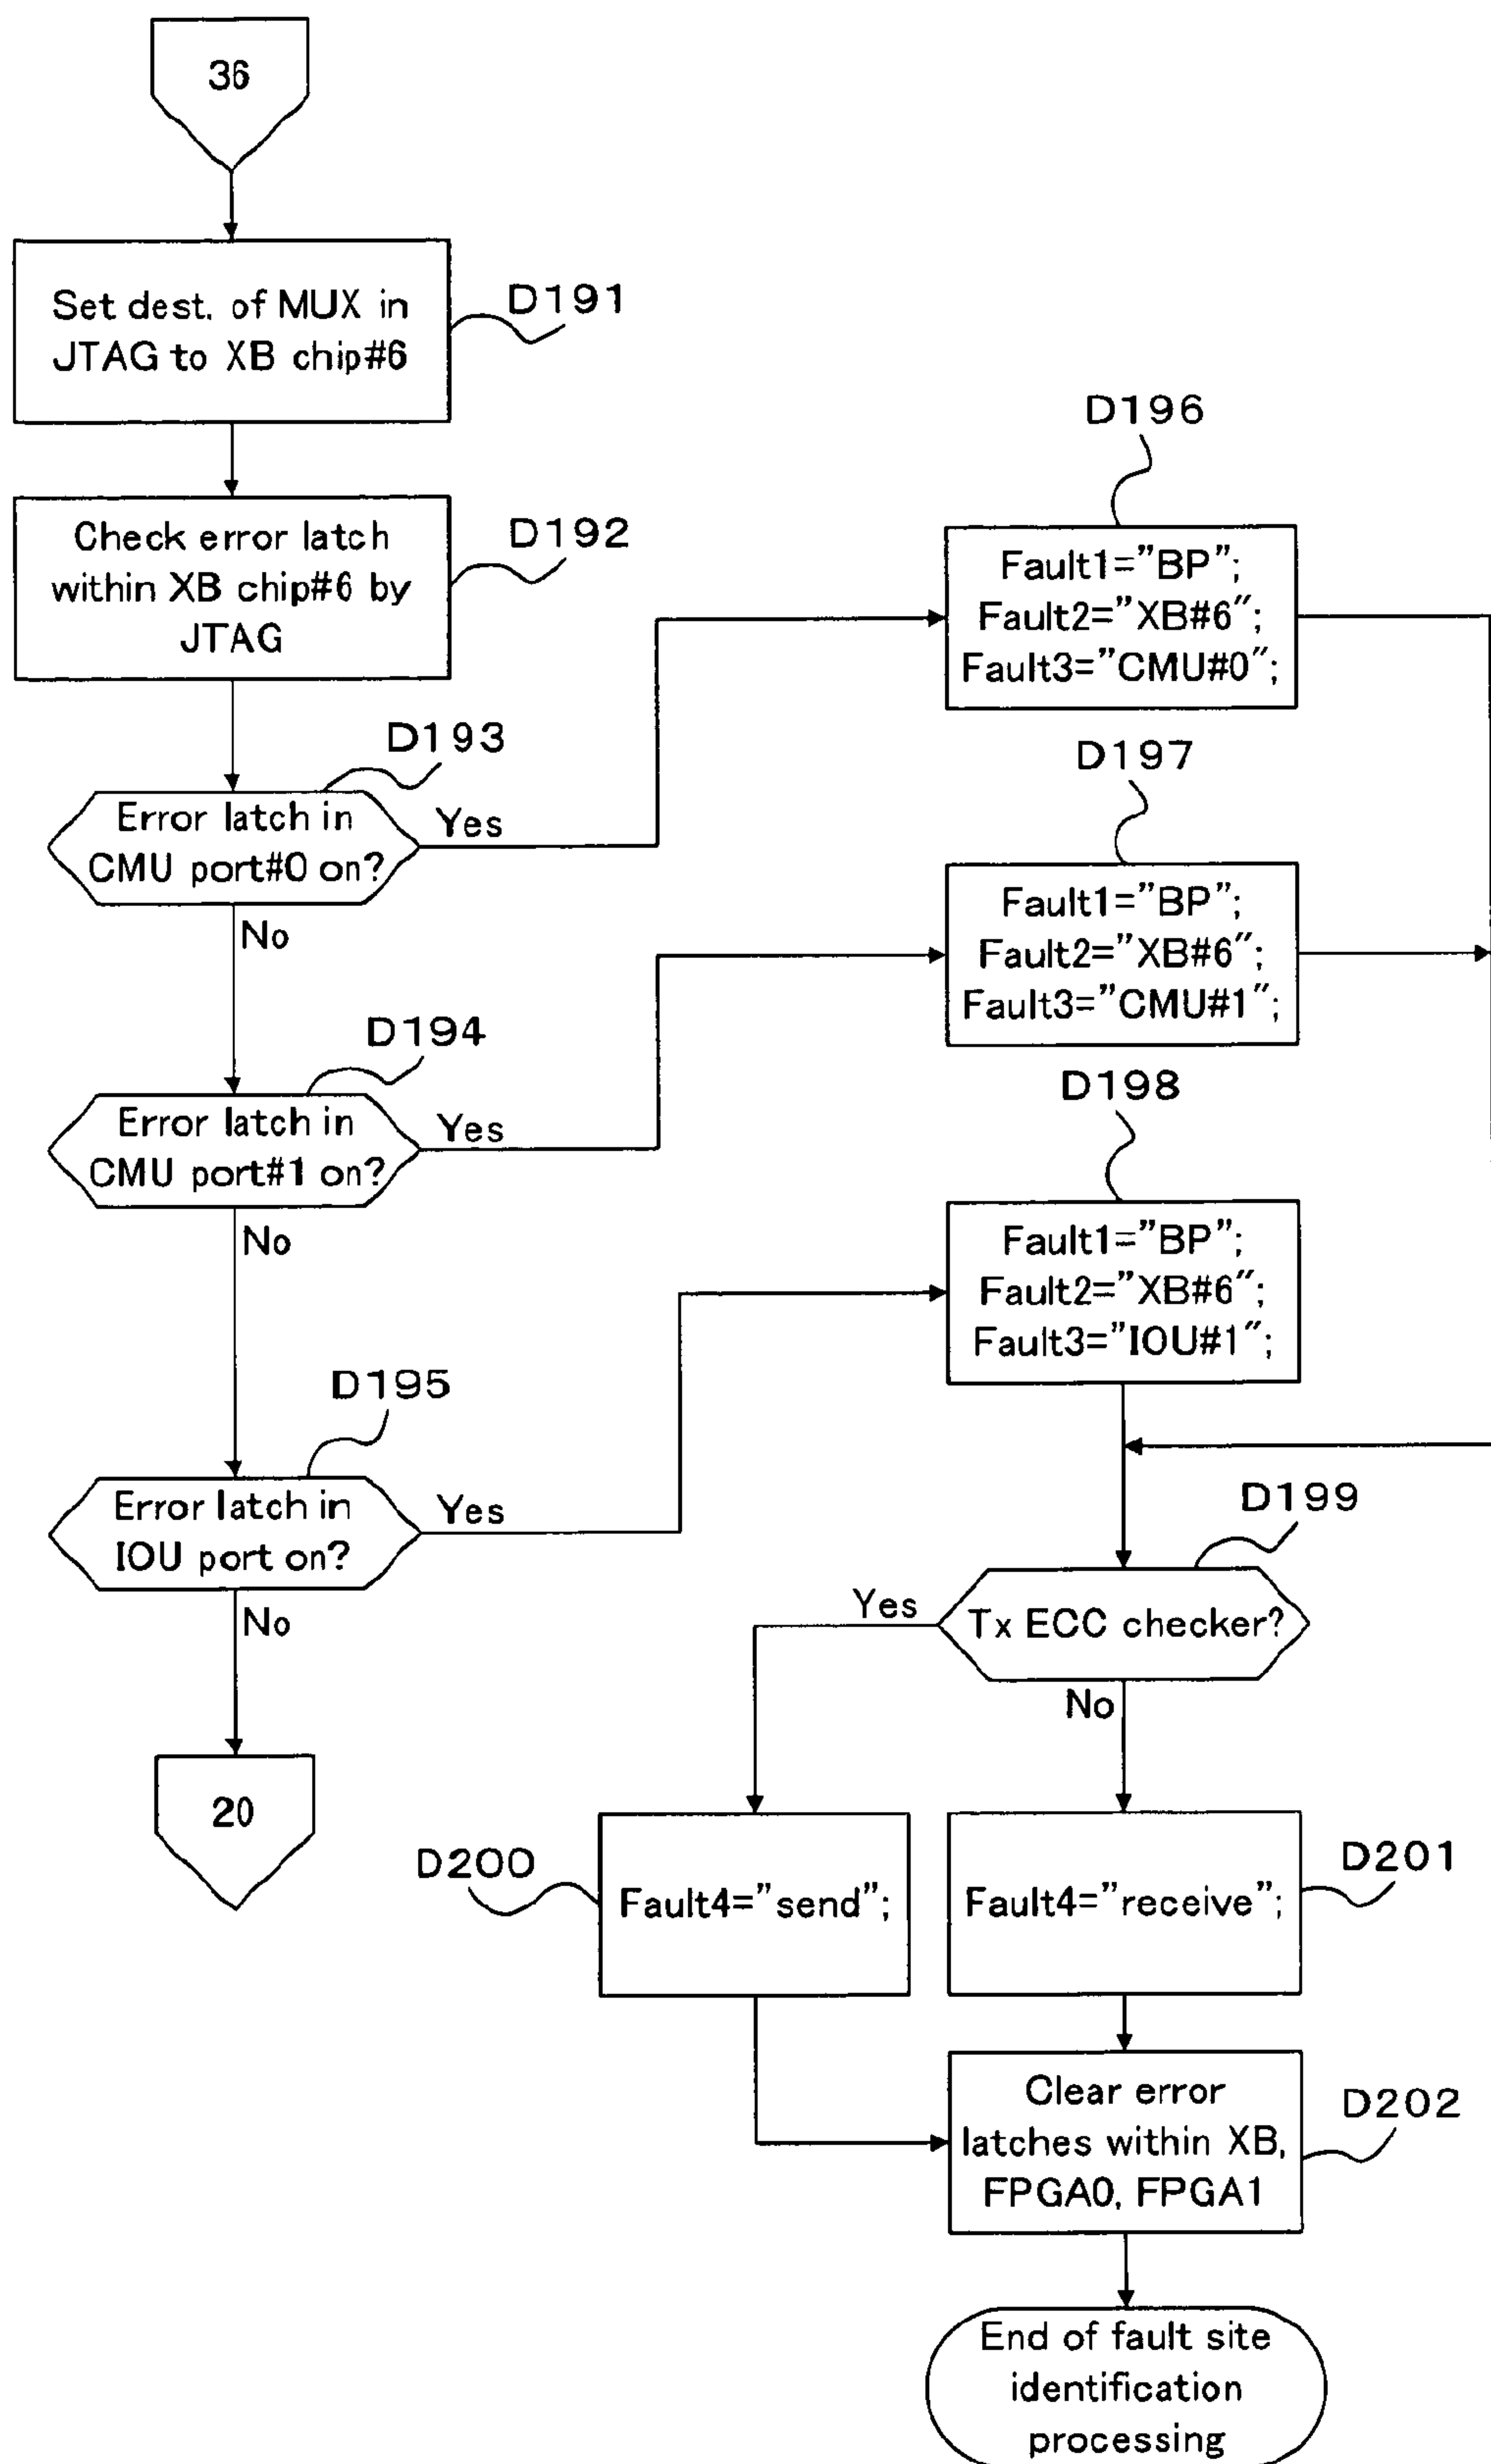 36
Set dest. of MUX in
JTAG to XB chip#6
D191
Check error latch
within XB chip#6 by
JTAG
D192
D193
Error latch in
CMU port#0 on?
Yes
No
D194
Error latch in
CMU port#1 on?
Yes
No
D195
Error latch in
IOU port on?
Yes
No
20
D196
Fault1="BP";
Fault2="XB#6";
Fault3="CMU#0";
D197
Fault1="BP";
Fault2="XB#6";
Fault3="CMU#1";
D198
Fault1="BP";
Fault2="XB#6";
Fault3="IOU#1";
D199
Tx ECC checker?
Yes
No
D200
Fault4="send";
Fault4="receive";
D201
Clear error
latches within XB,
FPGA0, FPGA1
D202
End of fault site
identification
processing